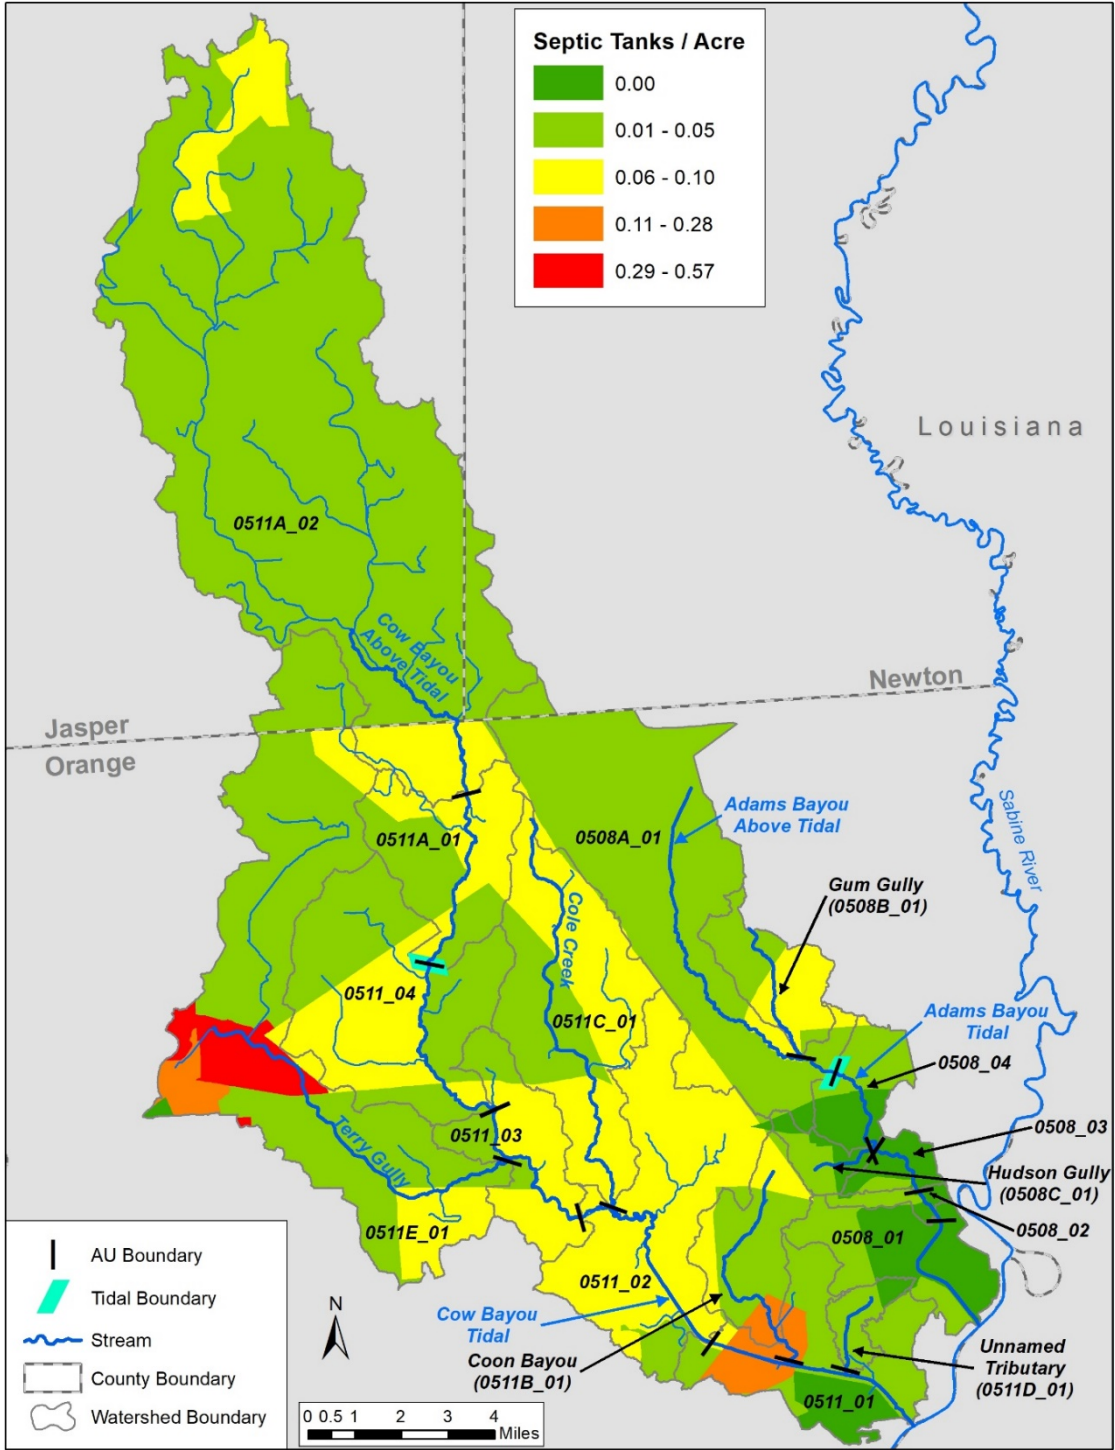 Septic Tanks / Acre
0.00
0.01 - 0.05
0.06 - 0.10
0.11 - 0.28
0.29 - 0.57
Louisiana
0511A_02
Cow Bayou
Above Tidal
Newton
Jasper
Orange
Sabine River
Adams Bayou
Above Tidal
0511A_01
0508A_01
Gum Gully
(0508B_01)
Cole Creek
0511_04
0511C_01
Adams Bayou
Tidal
0508_04
0511_03
0508_03
Terry Gully
Hudson Gully
(0508C_01)
0511E_01
0508_01
0508_02
0511_02
Cow Bayou
Tidal
Coon Bayou
(0511B_01)
Unnamed
Tributary
(0511D_01)
0511_01
AU Boundary
Tidal Boundary
Stream
County Boundary
Watershed Boundary
N
0 0.5 1 2 3 4
Miles